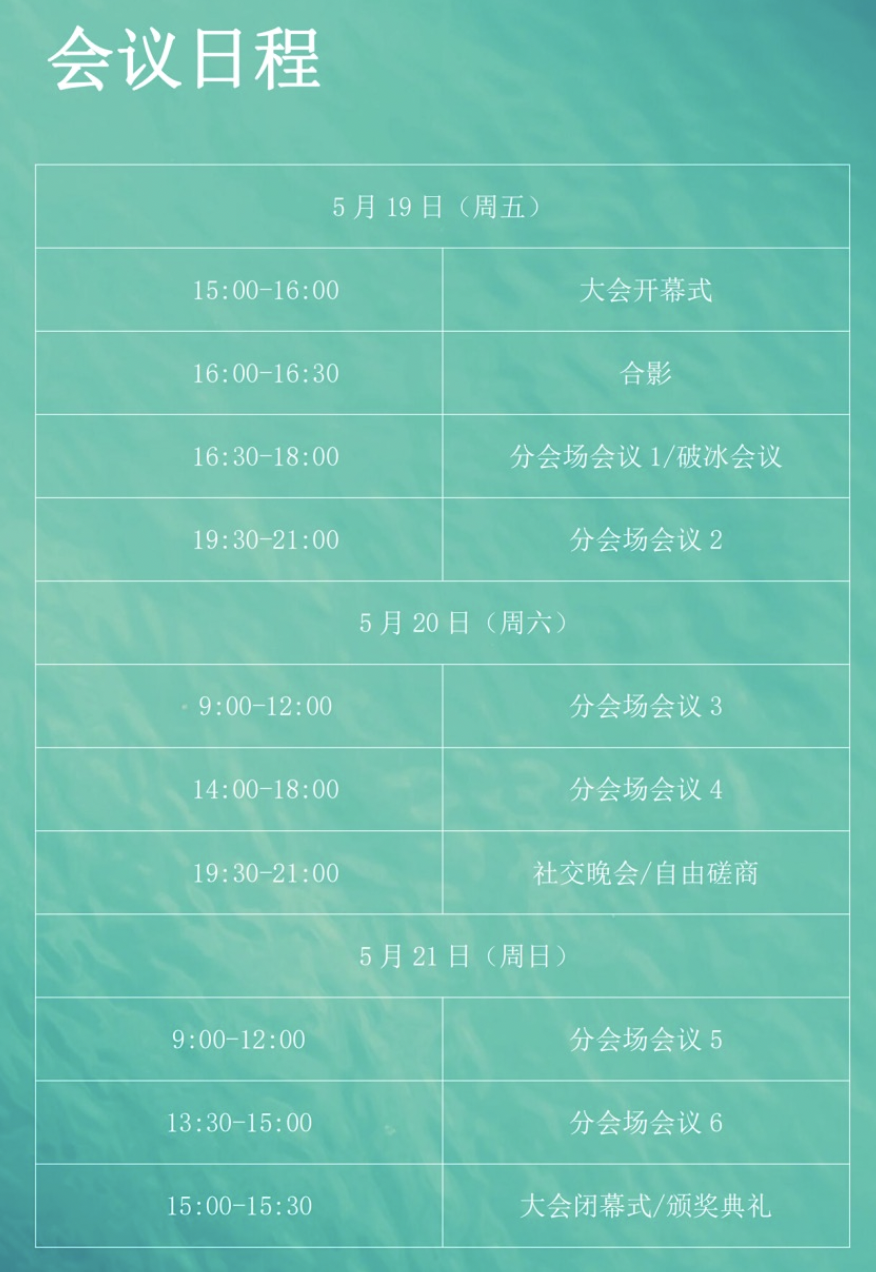 会议日程
5 月 19 日（周五）
15:00-16:00 大会开幕式
16:00-16:30 合影
16:30-18:00 分会场会议 1/破冰会议
19:30-21:00 分会场会议 2
5 月 20 日（周六）
9:00-12:00 分会场会议 3
14:00-18:00 分会场会议 4
19:30-21:00 社交晚会/自由磋商
5 月 21 日（周日）
9:00-12:00 分会场会议 5
13:30-15:00 分会场会议 6
15:00-15:30 大会闭幕式/颁奖典礼